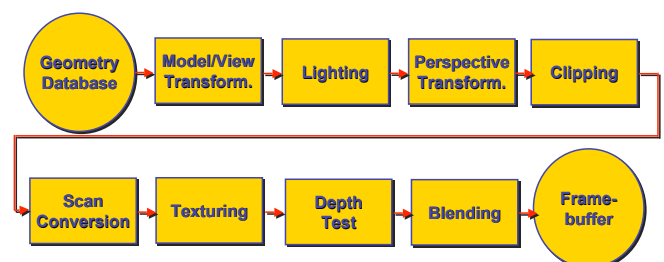 Geometry
Database
Model/View
Transform.
Lighting
Perspective
Transform.
Clipping
Scan
Conversion
Texturing
Depth
Test
Blending
Frame-
buffer